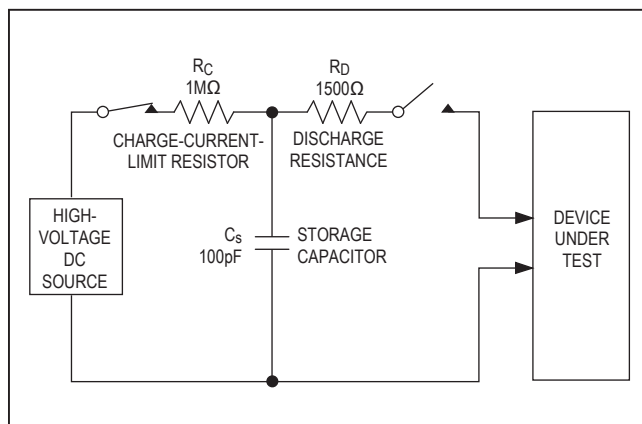 RC
1MΩ
CHARGE-CURRENT-
LIMIT RESISTOR
RD
1500Ω
DISCHARGE
RESISTANCE
HIGH-
VOLTAGE
DC
SOURCE
Cs
100pF
STORAGE
CAPACITOR
DEVICE
UNDER
TEST